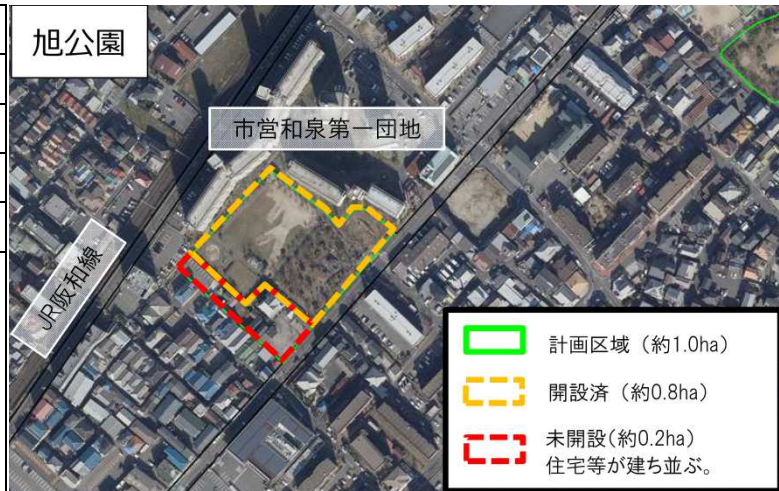 旭公園
市営和泉第一団地
JR阪和線
計画区域（約1.0ha）
開設済（約0.8ha）
未開設(約0.2ha)
住宅等が建ち並ぶ。